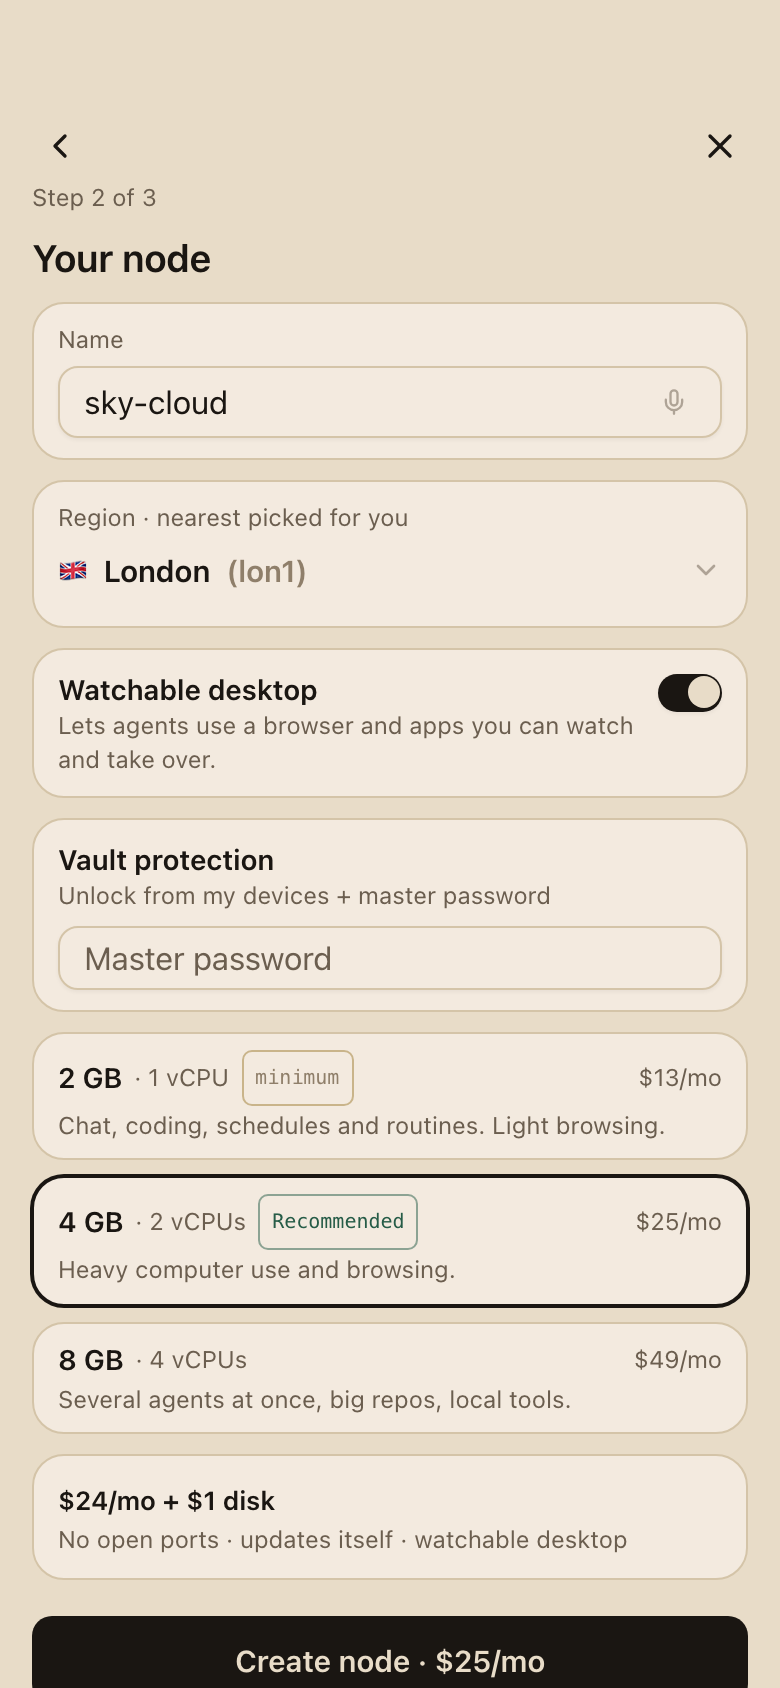 Step 2 of 3
Your node
Name
sky-cloud
Region · nearest picked for you
London (lon1)
Watchable desktop
Lets agents use a browser and apps you can watch
and take over.
Vault protection
Unlock from my devices + master password
Master password
2 GB · 1 vCPU minimum $13/mo
Chat, coding, schedules and routines. Light browsing.
4 GB · 2 vCPUs Recommended $25/mo
Heavy computer use and browsing.
8 GB · 4 vCPUs $49/mo
Several agents at once, big repos, local tools.
$24/mo + $1 disk
No open ports · updates itself · watchable desktop
Create node · $25/mo